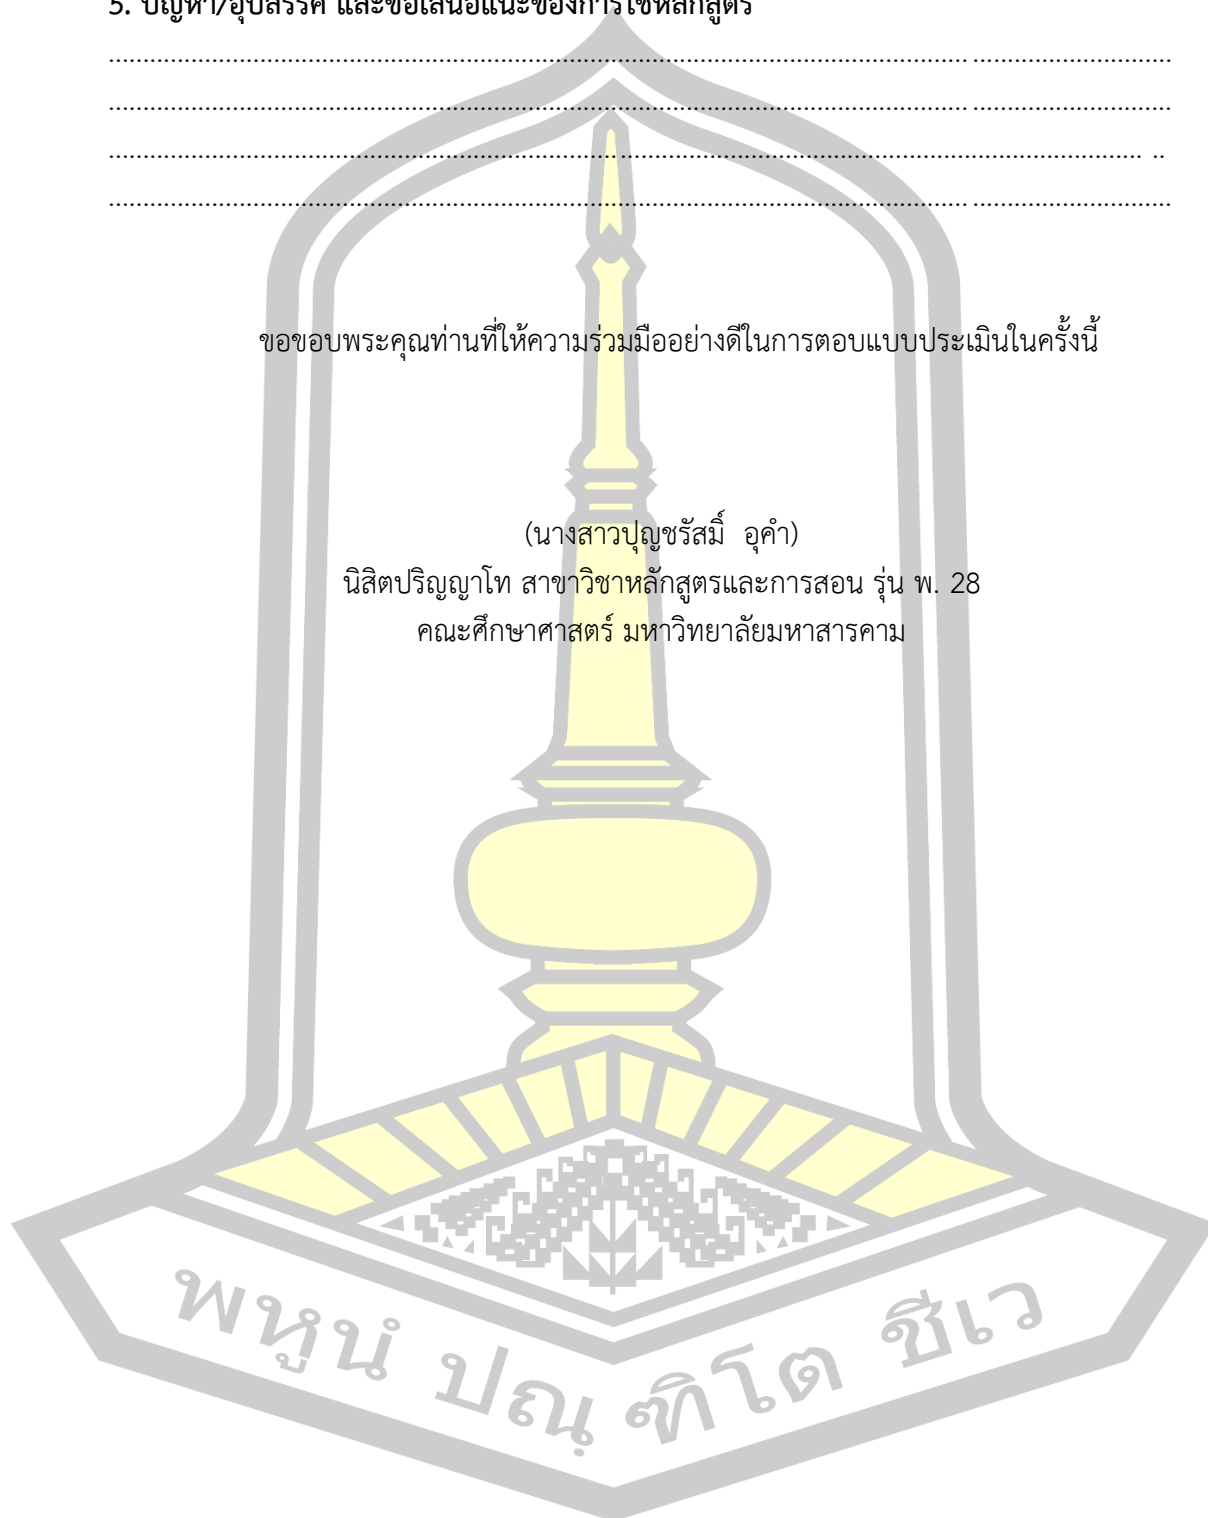 5. ปัญหา/อุปสรรค และข้อเสนอแนะของการใช้หลักสูตร
............................................................................................................................ .............................
............................................................................................................................ .............................
..................................................................................................................................................... ..
............................................................................................................................ .............................
ขอขอบพระคุณท่านที่ให้ความร่วมมืออย่างดีในการตอบแบบประเมินในครั้งนี้
(นางสาวปุญชรัสมิ์ อุคำ)
นิสิตปริญญาโท สาขาวิชาหลักสูตรและการสอน รุ่น พ. 28
คณะศึกษาศาสตร์ มหาวิทยาลัยมหาสารคาม
พหูนํ ปณฺฑิโต ชีเว